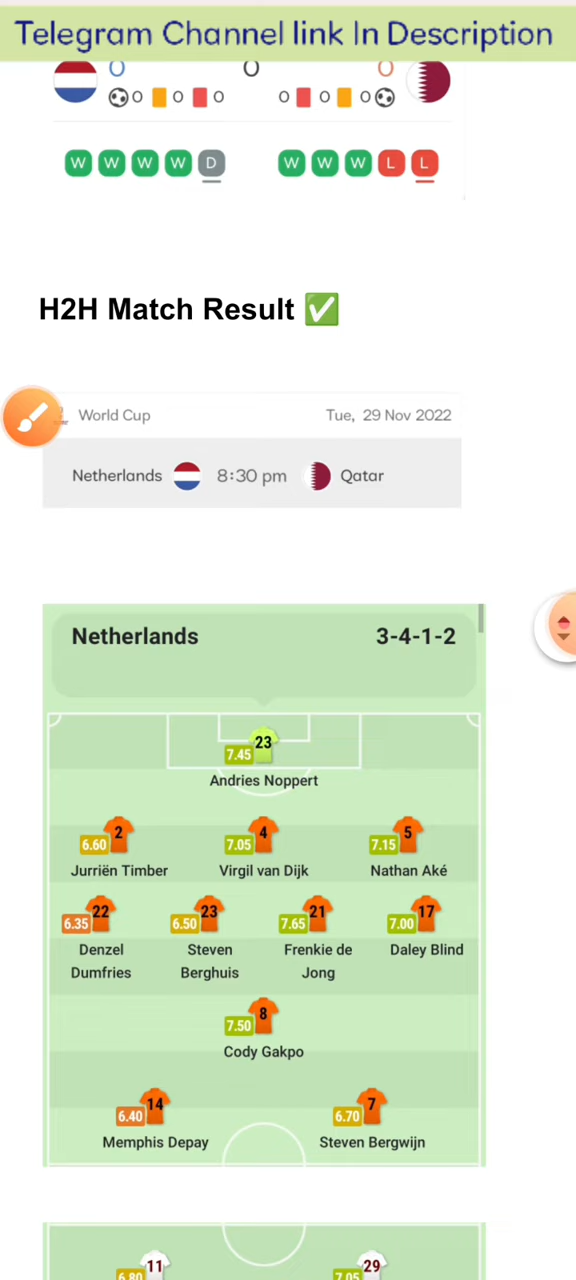 Telegram Channel link In Description
0 0 0
0 0 0 0 0 0
W W W W D W W W L L
H2H Match Result ✅
World Cup Tue, 29 Nov 2022
Netherlands 8:30 pm Qatar
Netherlands 3-4-1-2
23
7.45
Andries Noppert
2 4 5
6.60 7.05 7.15
Jurriën Timber Virgil van Dijk Nathan Aké
22 23 21 17
6.35 6.50 7.65 7.00
Denzel Steven Frenkie de Daley Blind
Dumfries Berghuis Jong
8
7.50
Cody Gakpo
14 7
6.40 6.70
Memphis Depay Steven Bergwijn
11 29
6.80 7.05